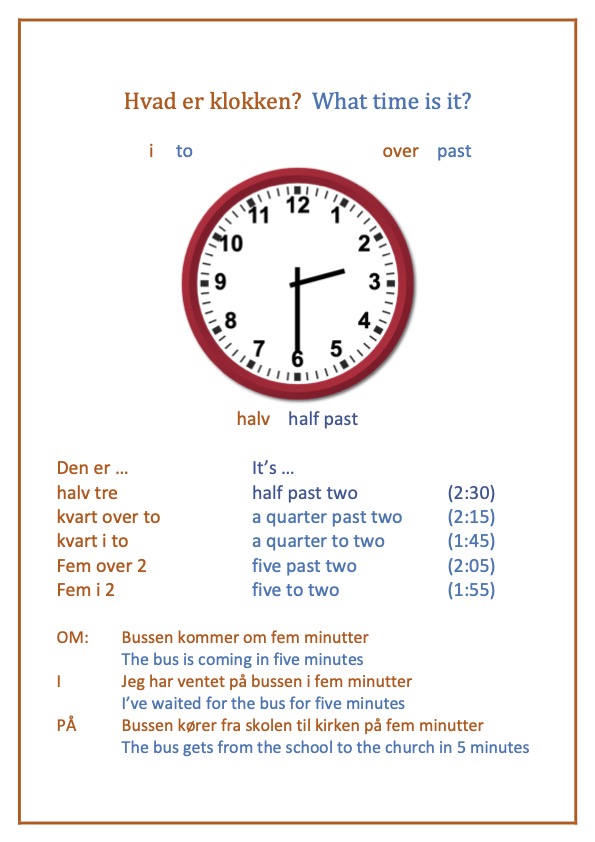 Hvad er klokken? What time is it?
i to over past
12
11 1
10 2
9 3
8 4
7 5
6
halv half past
Den er … It's …
halv tre half past two (2:30)
kvart over to a quarter past two (2:15)
kvart i to a quarter to two (1:45)
Fem over 2 five past two (2:05)
Fem i 2 five to two (1:55)
OM: Bussen kommer om fem minutter
The bus is coming in five minutes
I Jeg har ventet på bussen i fem minutter
I've waited for the bus for five minutes
PÅ Bussen kører fra skolen til kirken på fem minutter
The bus gets from the school to the church in 5 minutes